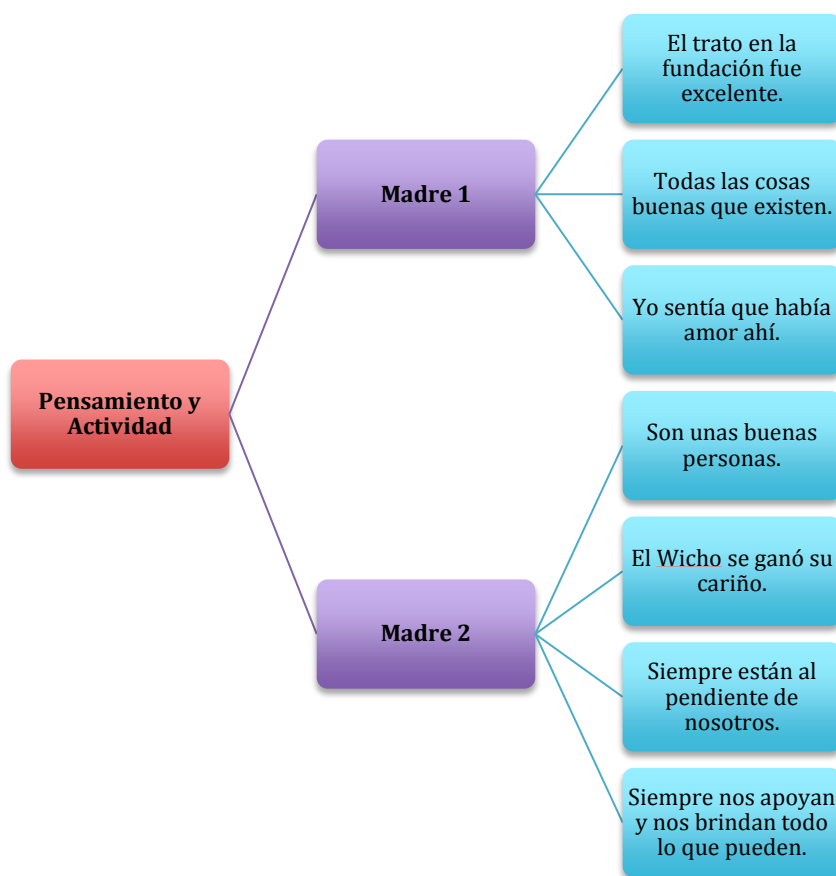 Pensamiento y
Actividad
Madre 1
El trato en la
fundación fue
excelente.
Todas las cosas
buenas que existen.
Yo sentía que había
amor ahí.
Madre 2
Son unas buenas
personas.
El Wicho se ganó su
cariño.
Siempre están al
pendiente de
nosotros.
Siempre nos apoyan
y nos brindan todo
lo que pueden.